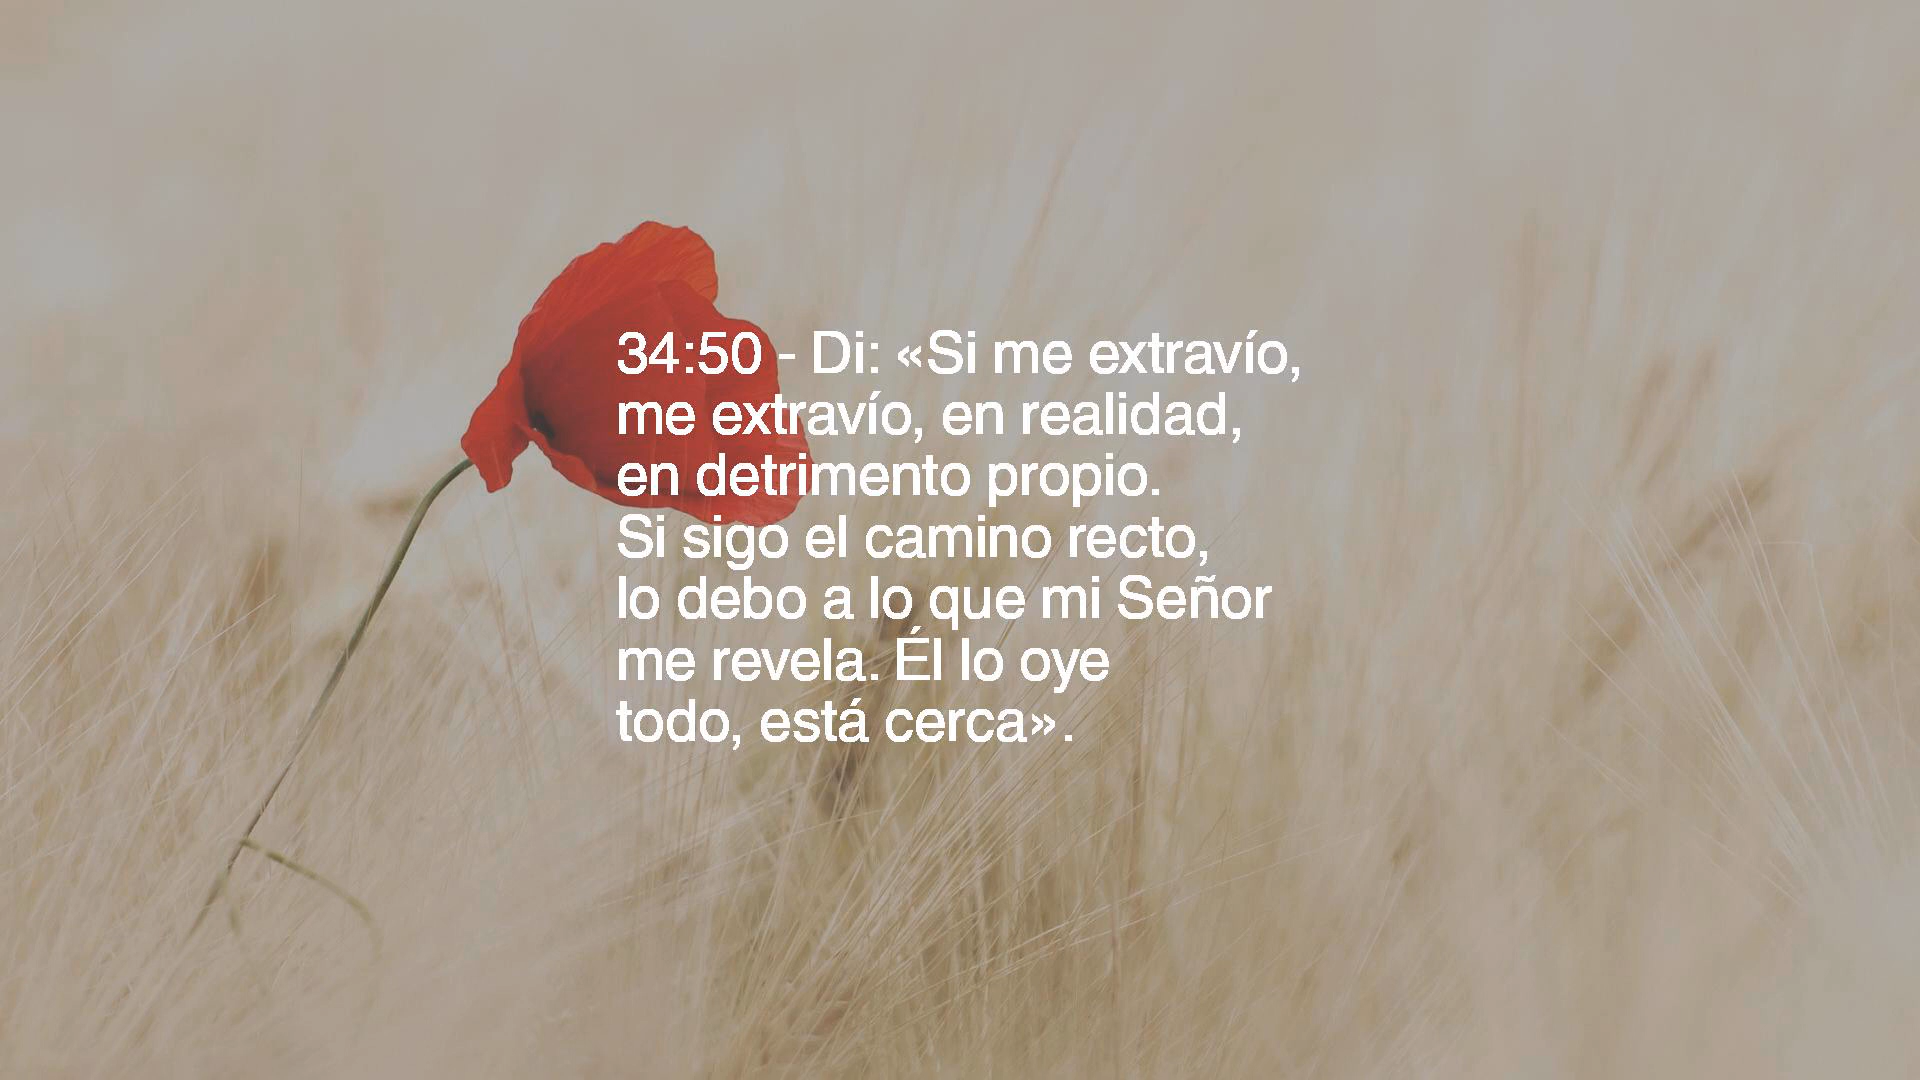 34:50 - Di: «Si me extravío,
me extravío, en realidad,
en detrimento propio.
Si sigo el camino recto,
lo debo a lo que mi Señor
me revela. Él lo oye
todo, está cerca».